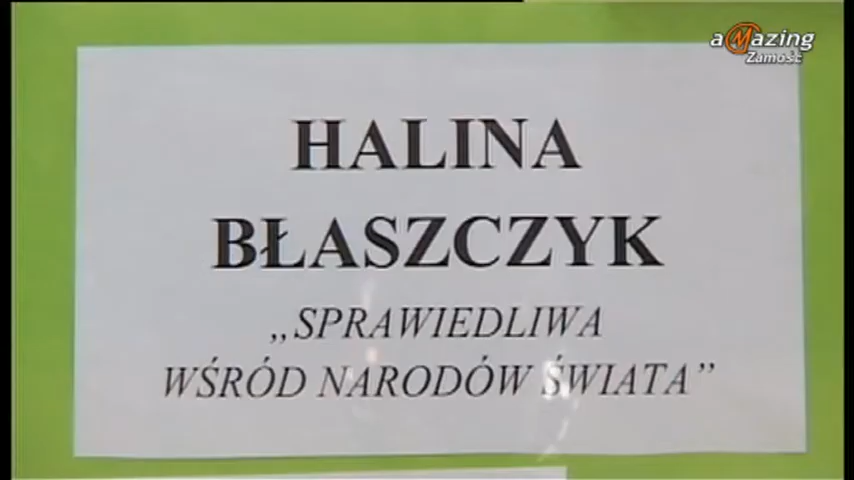 aMazing
Zamość
HALINA
BŁASZCZYK
„SPRAWIEDLIWA
WŚRÓD NARODÓW ŚWIATA”